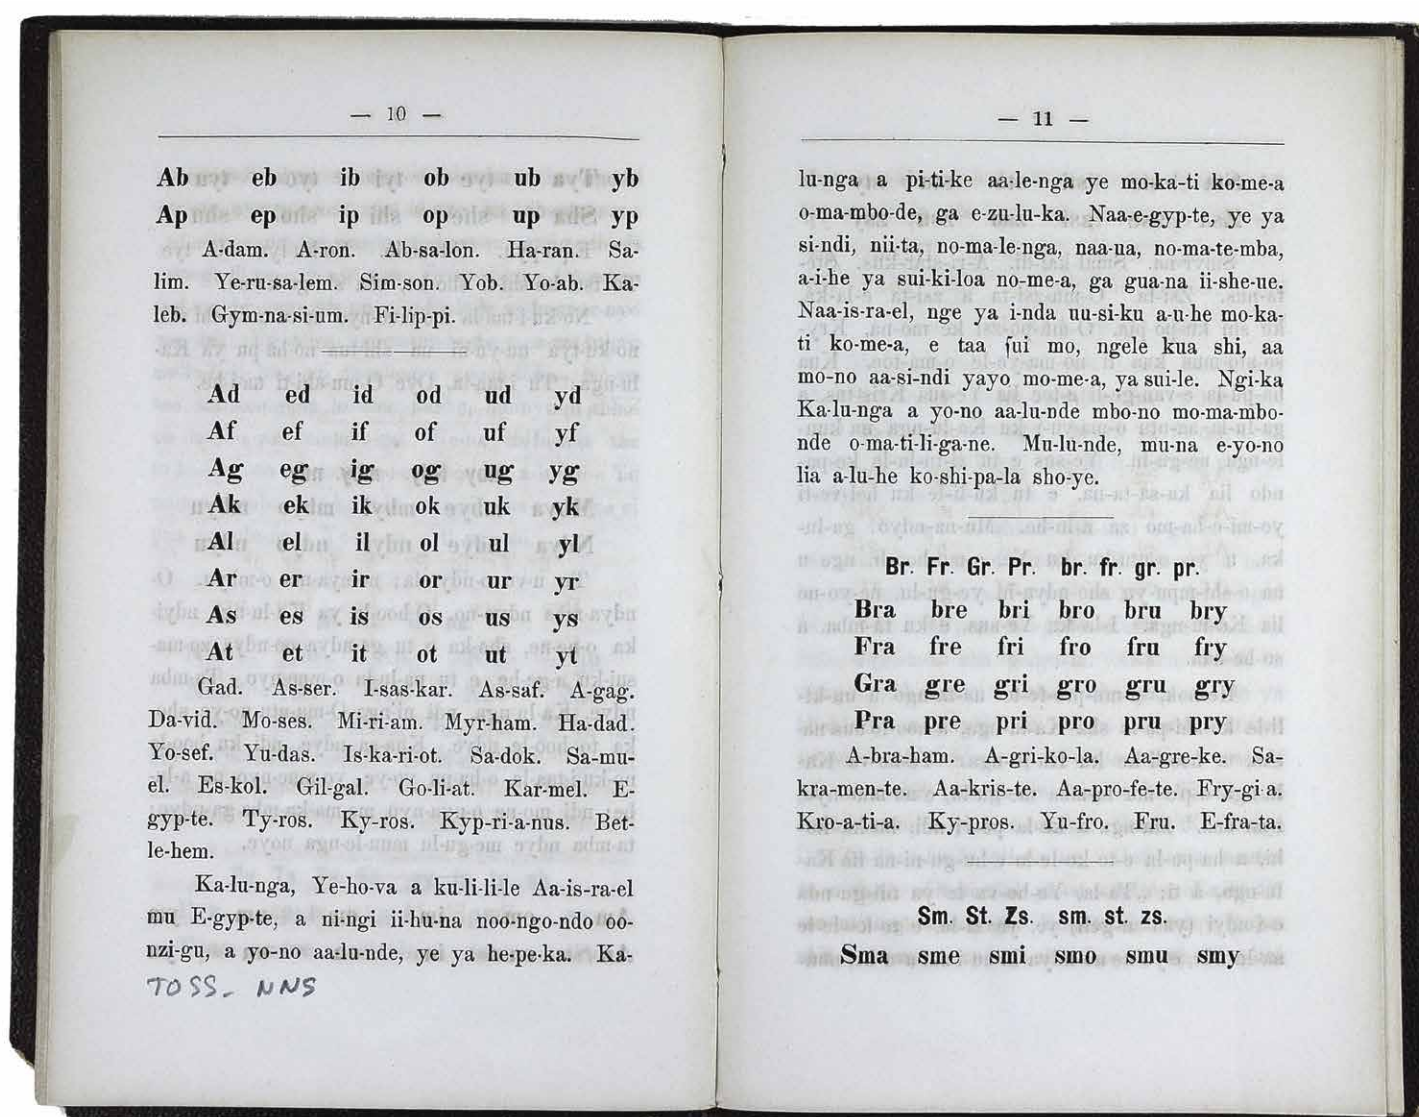 — 10 —
Ab eb ib ob ub yb
Ap ep ip op up yp
A-dam. A-ron. Ab-sa-lon. Ha-ran. Sa-
lim. Ye-ru-sa-lem. Sim-son. Yob. Yo-ab. Ka-
leb. Gym-na-si-um. Fi-lip-pi.
Ad ed id od ud yd
Af ef if of uf yf
Ag eg ig og ug yg
Ak ek ik ok uk yk
Al el il ol ul yl
Ar er ir or ur yr
As es is os us ys
At et it ot ut yt
Gad. As-ser. I-sas-kar. As-saf. A-gag.
Da-vid. Mo-ses. Mi-ri-am. Myr-ham. Ha-dad.
Yo-sef. Yu-das. Is-ka-ri-ot. Sa-dok. Sa-mu-
el. Es-kol. Gil-gal. Go-li-at. Kar-mel. E-
gyp-te. Ty-ros. Ky-ros. Kyp-ri-a-nus. Bet-
le-hem.
Ka-lu-nga, Ye-ho-va a ku-li-li-le Aa-is-ra-el
mu E-gyp-te, a ni-ngi ii-hu-na noo-ngo-ndo oo-
nzi-gu, a yo-no aa-lu-nde, ye ya he-pe-ka. Ka-
TOSS- NNS
— 11 —
lu-nga a pi-ti-ke aa-le-nga ye mo-ka-ti ko-me-a
o-ma-mbo-de, ga e-zu-lu-ka. Naa-e-gyp-te, ye ya
si-ndi, nii-ta, no-ma-le-nga, naa-ua, no-ma-te-mba,
a-i-he ya sui-ki-loa no-me-a, ga gua-na ii-she-ue.
Naa-is-ra-el, nge ya i-nda uu-si-ku a-u-he mo-ka-
ti ko-me-a, e taa fui mo, ngele kua shi, aa
mo-no aa-si-ndi yayo mo-me-a, ya sui-le. Ngi-ka
Ka-lu-nga a yo-no aa-lu-nde mbo-no mo-ma-mbo-
nde o-ma-ti-li-ga-ne. Mu-lu-nde, mu-na e-yo-no
lia a-lu-he ko-shi-pa-la sho-ye.
Br. Fr. Gr. Pr. br. fr. gr. pr.
Bra bre bri bro bru bry
Fra fre fri fro fru fry
Gra gre gri gro gru gry
Pra pre pri pro pru pry
A-bra-ham. A-gri-ko-la. Aa-gre-ke. Sa-
kra-men-te. Aa-kris-te. Aa-pro-fe-te. Fry-gi a.
Kro-a-ti-a. Ky-pros. Yu-fro. Fru. E-fra-ta.
Sm. St. Zs. sm. st. zs.
Sma sme smi smo smu smy